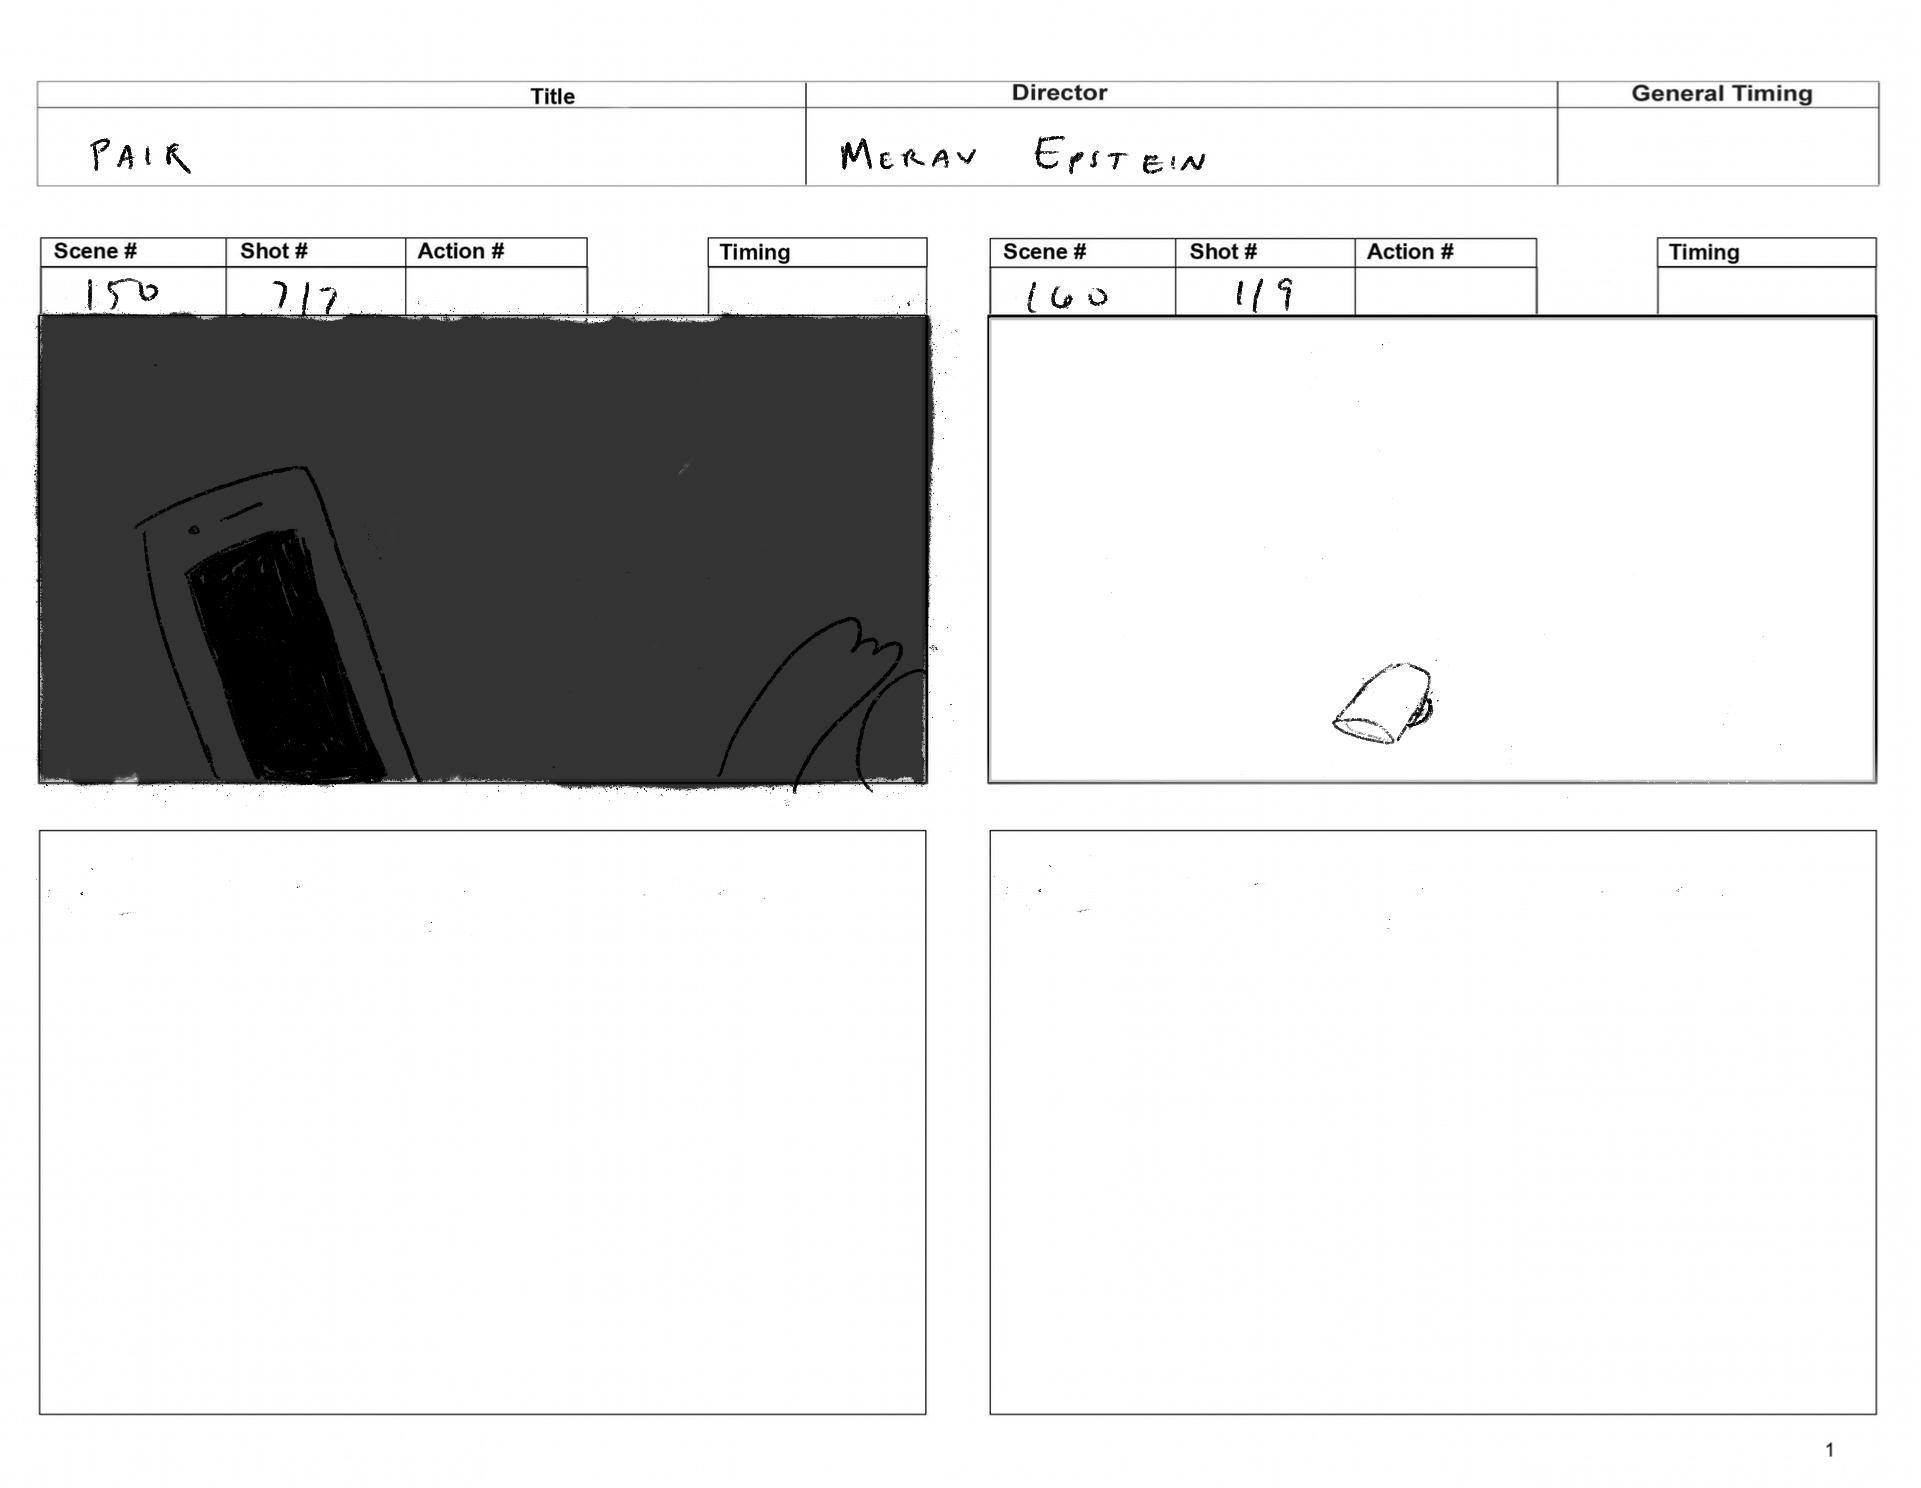 Title Director General Timing
PAIR MERAV EPSTEIN
Scene # Shot # Action # Timing
150 7/7
Scene # Shot # Action # Timing
160 1/9
1